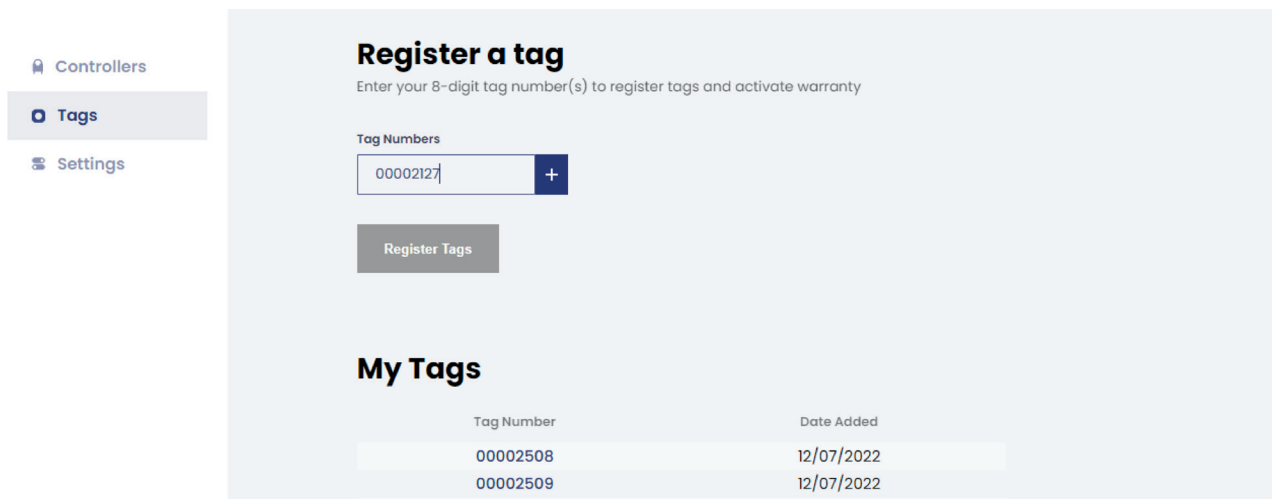 Controllers
Tags
Settings
Register a tag
Enter your 8-digit tag number(s) to register tags and activate warranty
Tag Numbers
00002127 +
Register Tags
My Tags
Tag Number Date Added
00002508 12/07/2022
00002509 12/07/2022